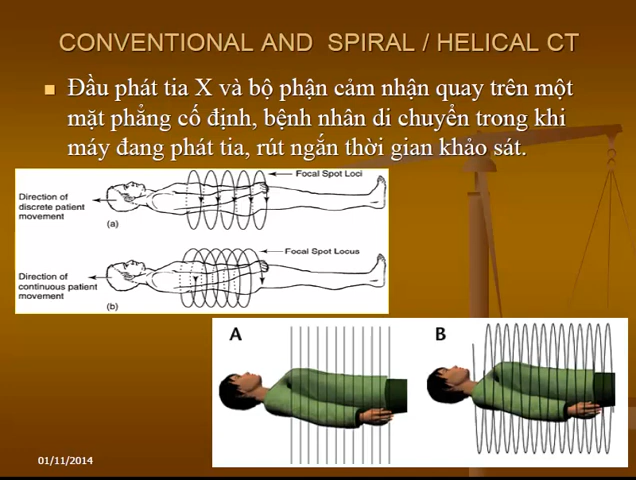 CONVENTIONAL AND SPIRAL / HELICAL CT
Đầu phát tia X và bộ phận cảm nhận quay trên một
mặt phẳng cố định, bệnh nhân di chuyển trong khi
máy đang phát tia, rút ngắn thời gian khảo sát.
Focal Spot Loci
Direction of
discrete patient
movement
(a)
Focal Spot Locus
Direction of
continuous patient
movement
(b)
A
B
01/11/2014